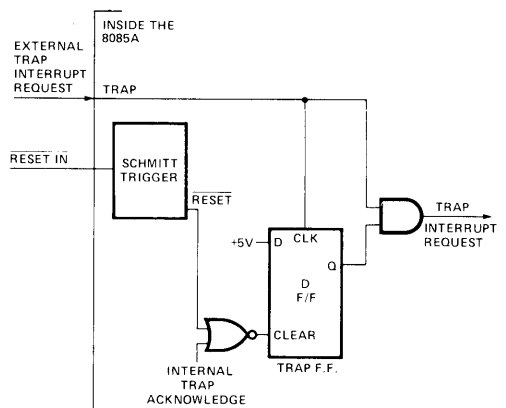 INSIDE THE
8085A
EXTERNAL
TRAP
INTERRUPT
REQUEST
TRAP
RESET IN
SCHMITT
TRIGGER
RESET
+5V
D
CLK
Q
D
F/F
CLEAR
TRAP F.F.
INTERNAL
TRAP
ACKNOWLEDGE
TRAP
INTERRUPT
REQUEST